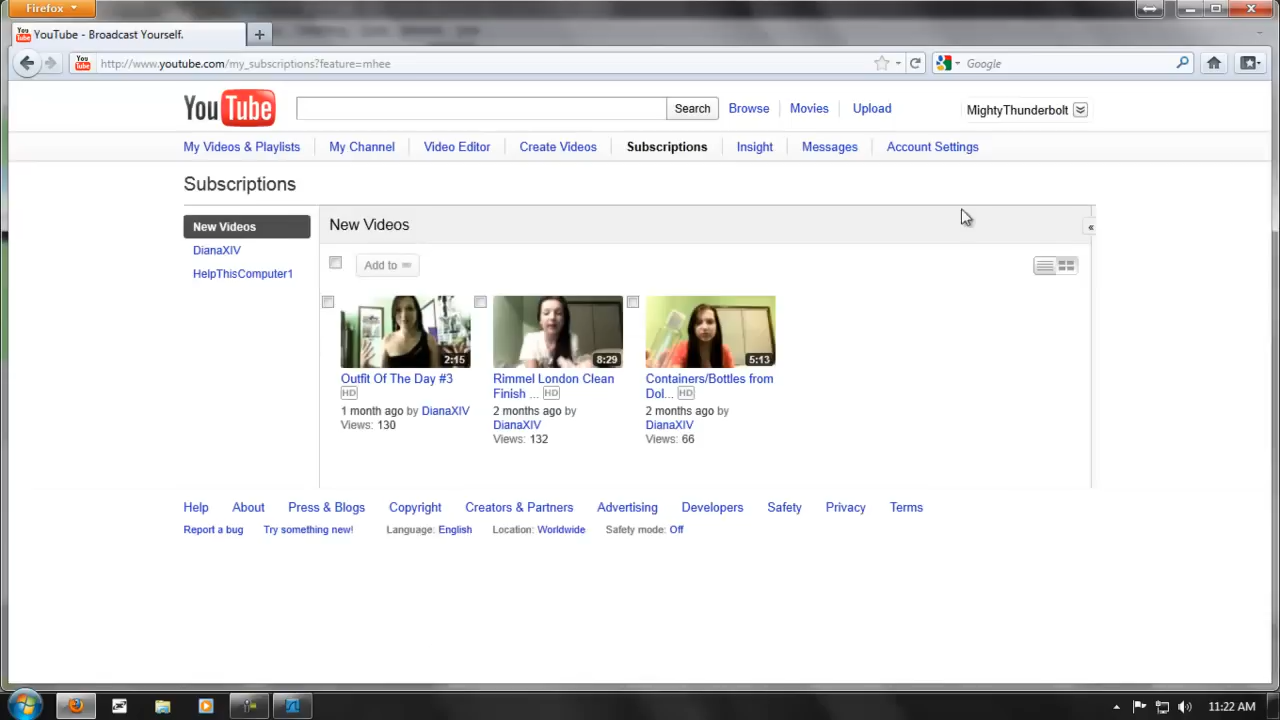 Firefox
YouTube - Broadcast Yourself.
http://www.youtube.com/my_subscriptions?feature=mhee
Google
YouTube
Search
Browse
Movies
Upload
MightyThunderbolt
My Videos & Playlists
My Channel
Video Editor
Create Videos
Subscriptions
Insight
Messages
Account Settings
Subscriptions
New Videos
DianaXIV
HelpThisComputer1
New Videos
Add to
2:15
8:29
5:13
Outfit Of The Day #3
HD
1 month ago by DianaXIV
Views: 130
Rimmel London Clean
Finish ... HD
2 months ago by
DianaXIV
Views: 132
Containers/Bottles from
Dol... HD
2 months ago by
DianaXIV
Views: 66
Help
About
Press & Blogs
Copyright
Creators & Partners
Advertising
Developers
Safety
Privacy
Terms
Report a bug
Try something new!
Language: English
Location: Worldwide
Safety mode: Off
11:22 AM